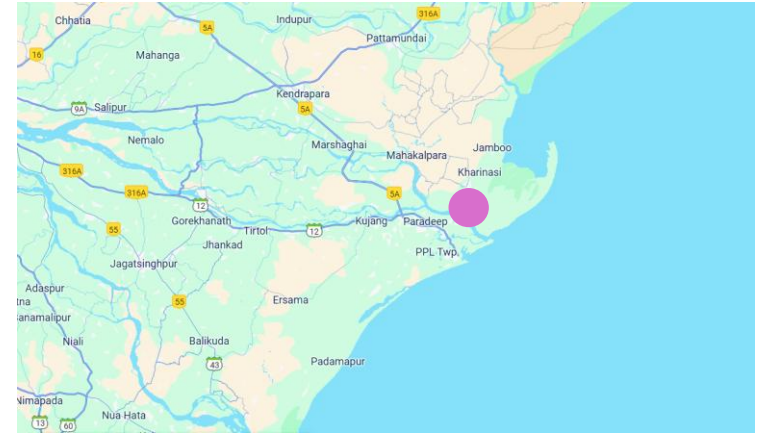 Chhatia
Indupur
316A
5A
Pattamundai
16
Mahanga
Kendrapara
9A
Salipur
5A
Nemalo
Marshaghai
Jamboo
Mahakalpara
316A
Kharinasi
316A
5A
12
Gorekhanath
Kujang
Paradeep
55
Tirtol
12
Jhankad
PPL Twp.
Jagatsinghpur
Adaspur
55
Ersama
tna
anamalipur
Niali
Balikuda
43
Padamapur
Nimapada
Nua Hata
13
60